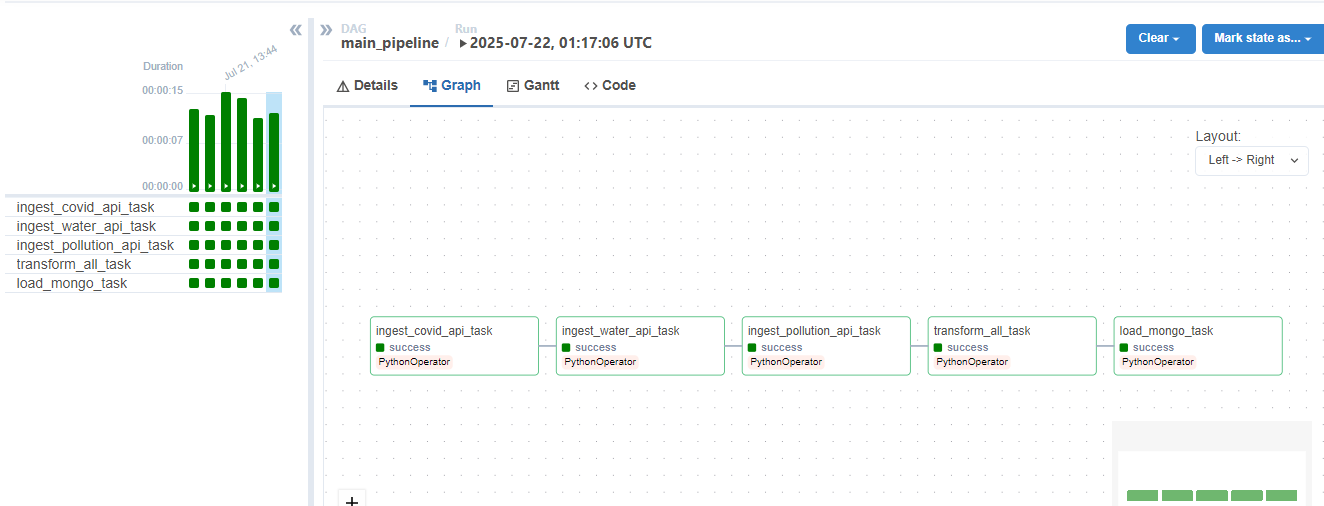 Duration
Jul 21, 13:44
00:00:15
00:00:07
00:00:00
ingest_covid_api_task
ingest_water_api_task
ingest_pollution_api_task
transform_all_task
load_mongo_task
DAG
main_pipeline / Run 2025-07-22, 01:17:06 UTC
Clear
Mark state as...
Details
Graph
Gantt
Code
Layout:
Left -> Right
ingest_covid_api_task
success
PythonOperator
ingest_water_api_task
success
PythonOperator
ingest_pollution_api_task
success
PythonOperator
transform_all_task
success
PythonOperator
load_mongo_task
success
PythonOperator